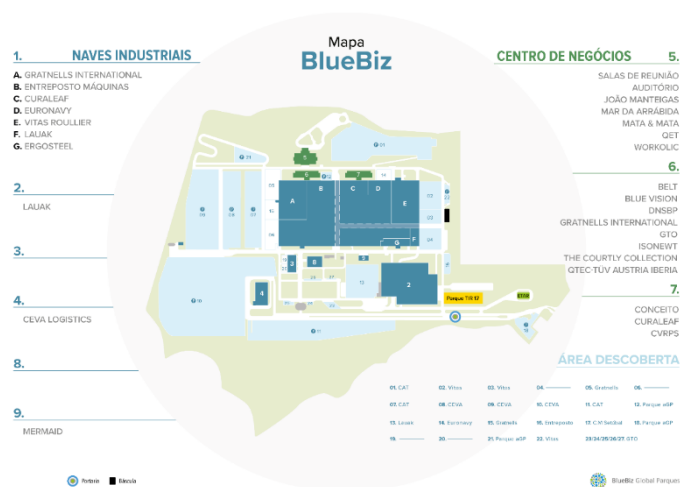 Mapa
BlueBiz
1. NAVES INDUSTRIAIS
A. GRATNELLS INTERNATIONAL
B. ENTREPOSTO MÁQUINAS
C. CURALEAF
D. EURONAVY
E. VITAS ROULLIER
F. LAUAK
G. ERGOSTEEL
2.
LAUAK
3.
4.
CEVA LOGISTICS
8.
9.
MERMAID
CENTRO DE NEGÓCIOS 5.
SALAS DE REUNIÃO
AUDITÓRIO
JOÃO MANTEIGAS
MAR DA ARRÁBIDA
MATA & MATA
QET
WORKOLIC
6.
BELT
BLUE VISION
DNSBP
GRATNELLS INTERNATIONAL
GTO
ISONEWT
THE COURTLY COLLECTION
QTEC-TÜV AUSTRIA IBERIA
7.
CONCEITO
CURALEAF
CVRPS
A
B
C
D
E
F
G
2
4
5
Parque TIR 17
ETAR
ÁREA DESCOBERTA
01. CAT 02. Vitas 03. Vitas 04. 05. Gratnells 06.
07. CAT 08. CEVA 09. CEVA 10. CEVA 11. CAT 12. Parque aGP
13. Lauak 14. Euronavy 15. Gratnells 16. Entreposto 17. CM Setúbal 18. Parque aGP
19. 20. 21. Parque aGP 22. Vitas 23/24/25/26/27. GTO
Portaria Báscula
BlueBiz Global Parques